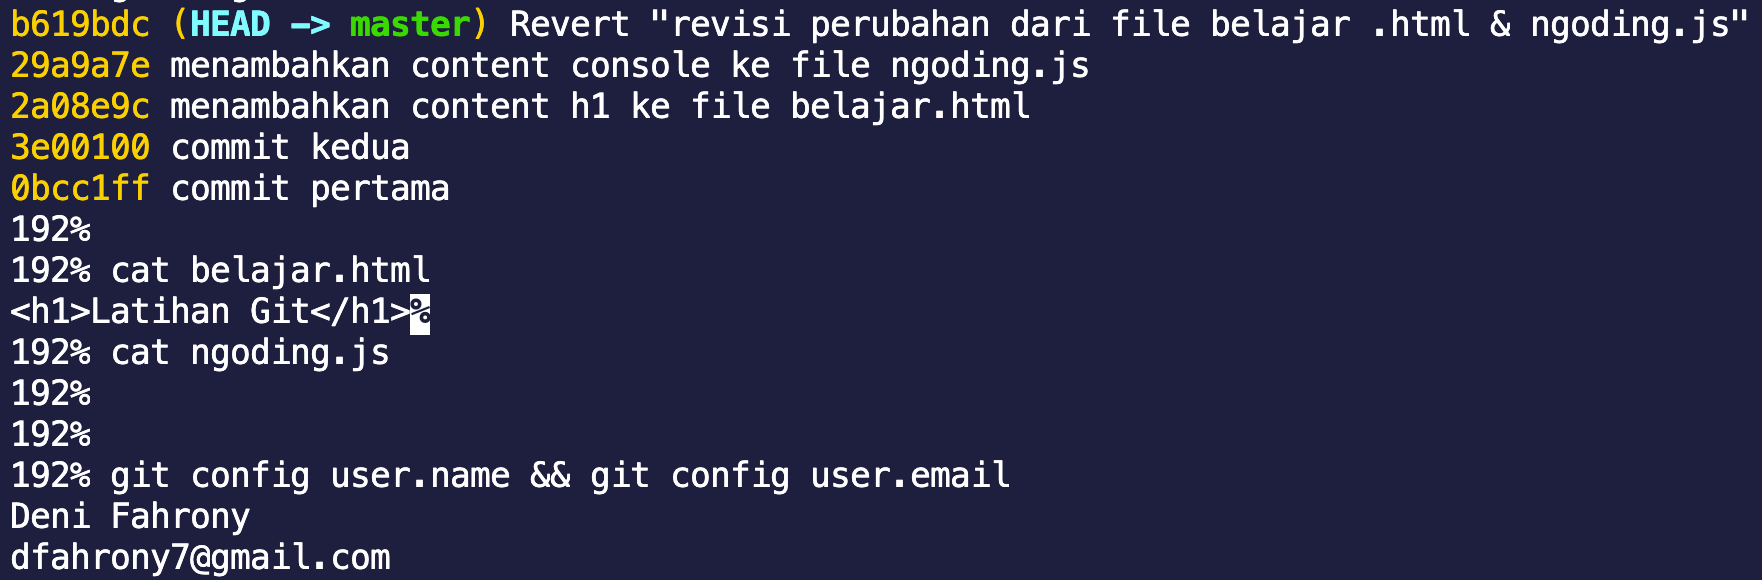 b619bdc (HEAD -> master) Revert "revisi perubahan dari file belajar .html & ngoding.js"
29a9a7e menambahkan content console ke file ngoding.js
2a08e9c menambahkan content h1 ke file belajar.html
3e00100 commit kedua
0bcc1ff commit pertama
192%
192% cat belajar.html
<h1>Latihan Git</h1>%
192% cat ngoding.js
192%
192%
192% git config user.name && git config user.email
Deni Fahrony
dfahrony7@gmail.com